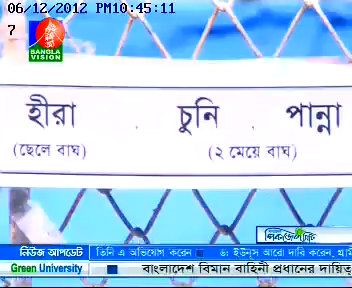 06/12/2012 PM10:45:11
7
BANGLA
VISION
হীরা চুনি পান্না
(ছেলে বাঘ) (২ মেয়ে বাঘ)
নিউজ আপডেট তিনি এ অভিযোগ করেন ডঃ ইউনূস আরো দাবি করেন, গ্রামী
Green University বাংলাদেশ বিমান বাহিনী প্রধানের দায়িত্ব